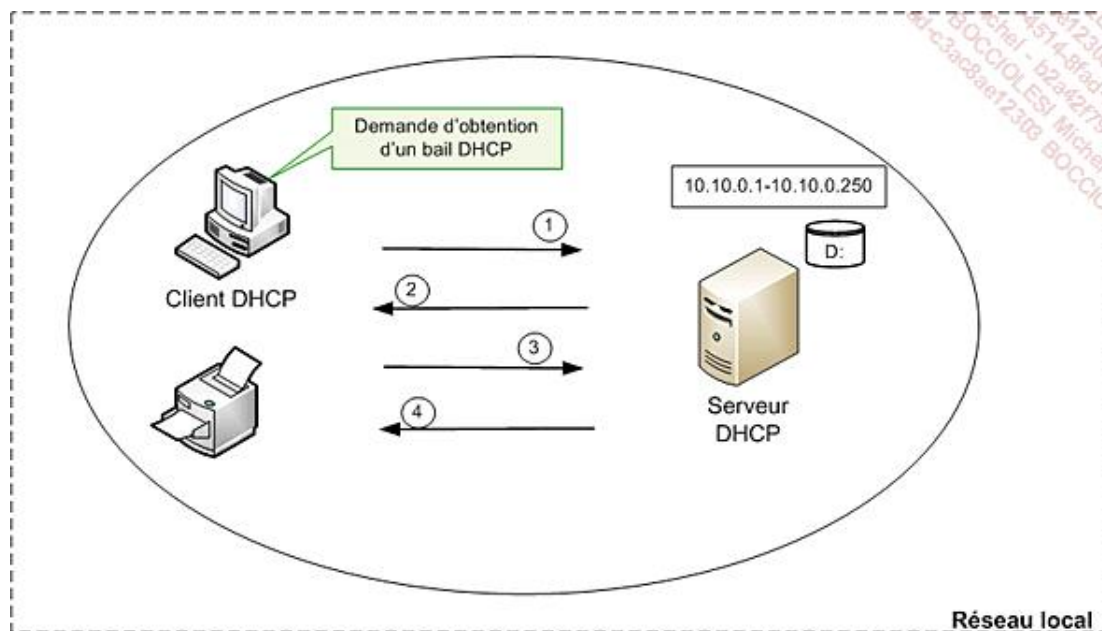 Demande d'obtention
d'un bail DHCP
10.10.0.1-10.10.0.250
D:
1
Client DHCP
2
3
4
Serveur
DHCP
Réseau local